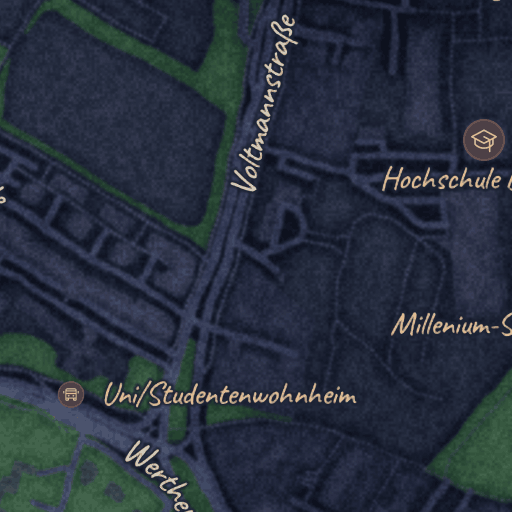 Voltmannstraße
Hochschule
Millenium-S
Uni/Studentenwohnheim
Werther